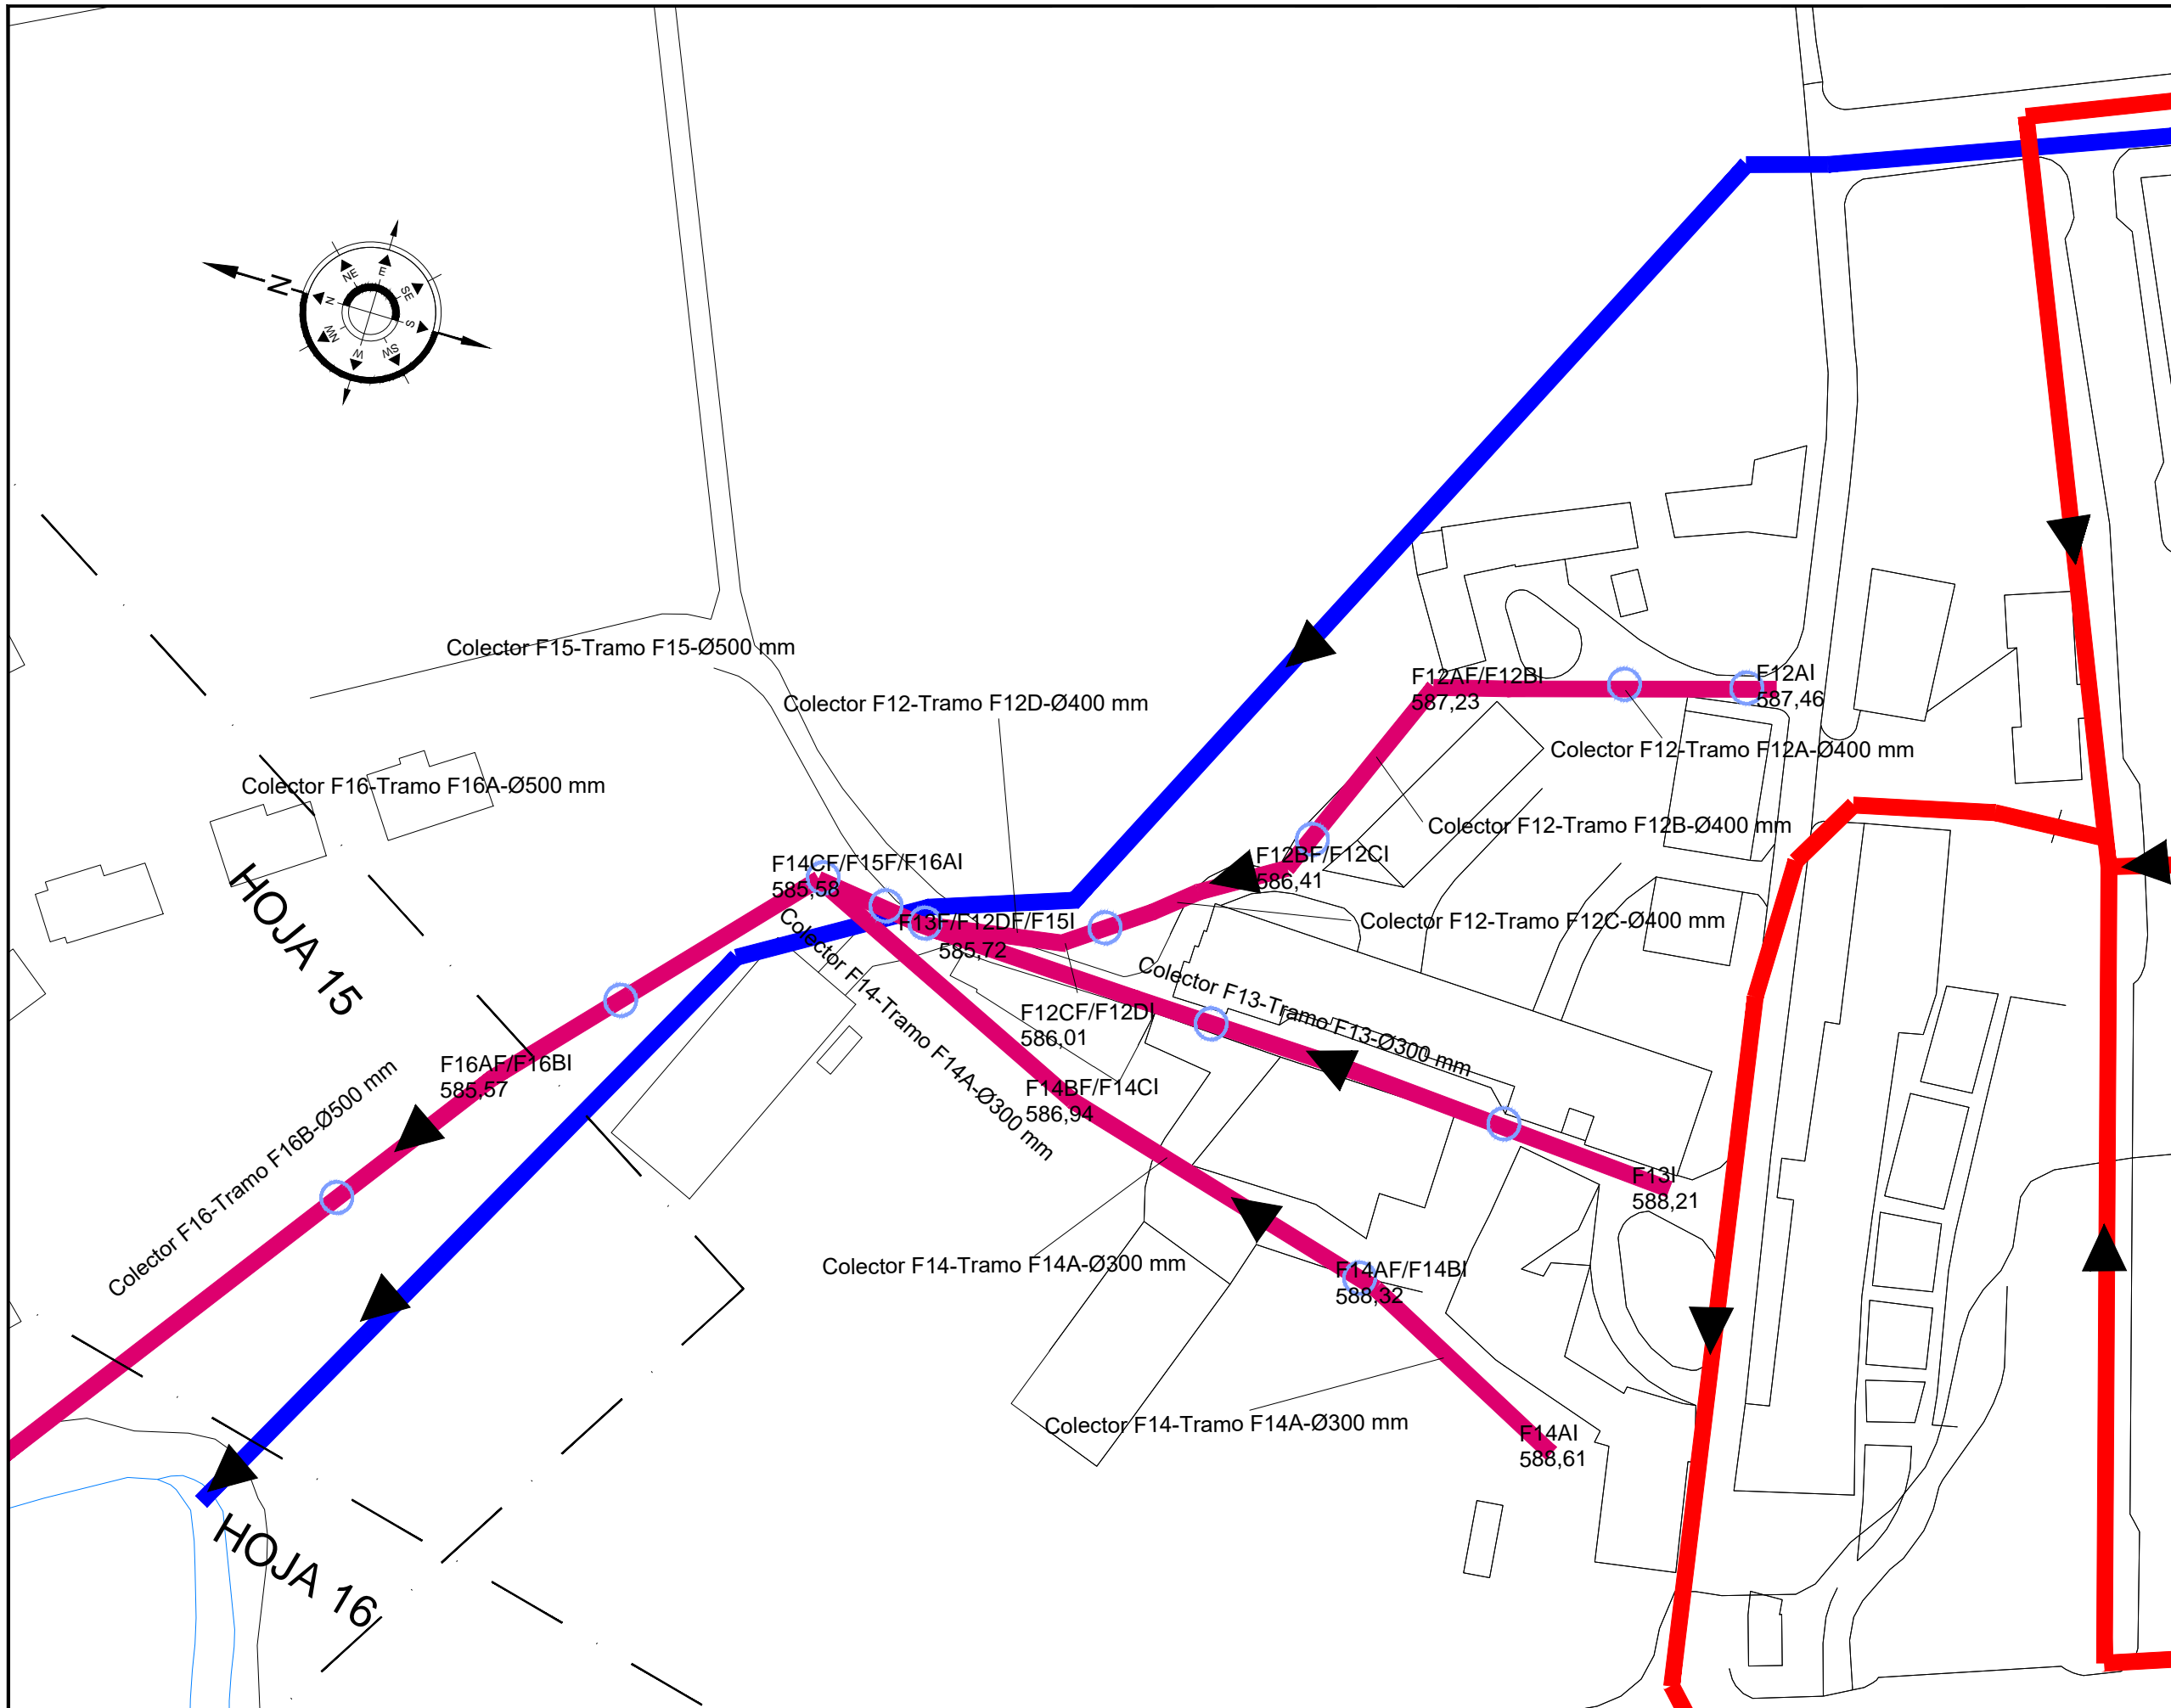 N
NE
E
SE
N
S
NW
W
SW
Colector F15-Tramo F15-Ø500 mm
F12AF/F12BI
587,23
F12AI
587,46
Colector F12-Tramo F12D-Ø400 mm
Colector F12-Tramo F12A-Ø400 mm
Colector F16-Tramo F16A-Ø500 mm
Colector F12-Tramo F12B-Ø400 mm
F14CF/F15F/F16AI
585,58
F12BF/F12CI
586,41
HOJA 15
F13F/F12DF/F15I
585,72
Colector F12-Tramo F12C-Ø400 mm
Colector F14-Tramo F14A-Ø300 mm
Colector F13-Tramo F13-Ø300 mm
F12CF/F12DI
586,01
F16AF/F16BI
585,57
F14BF/F14CI
586,94
Colector F16-Tramo F16B-Ø500 mm
F13I
588,21
Colector F14-Tramo F14A-Ø300 mm
F14AF/F14BI
588,32
Colector F14-Tramo F14A-Ø300 mm
F14AI
588,61
HOJA 16